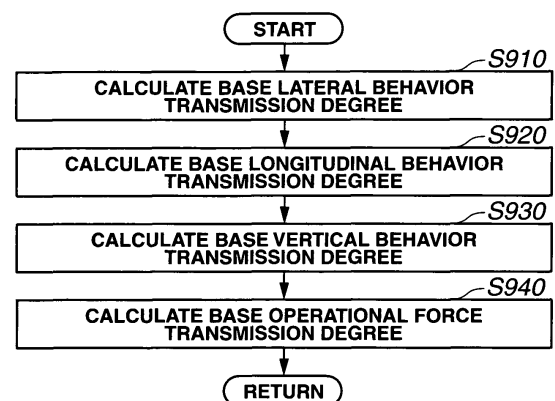 START
S910
CALCULATE BASE LATERAL BEHAVIOR
TRANSMISSION DEGREE
S920
CALCULATE BASE LONGITUDINAL BEHAVIOR
TRANSMISSION DEGREE
S930
CALCULATE BASE VERTICAL BEHAVIOR
TRANSMISSION DEGREE
S940
CALCULATE BASE OPERATIONAL FORCE
TRANSMISSION DEGREE
RETURN